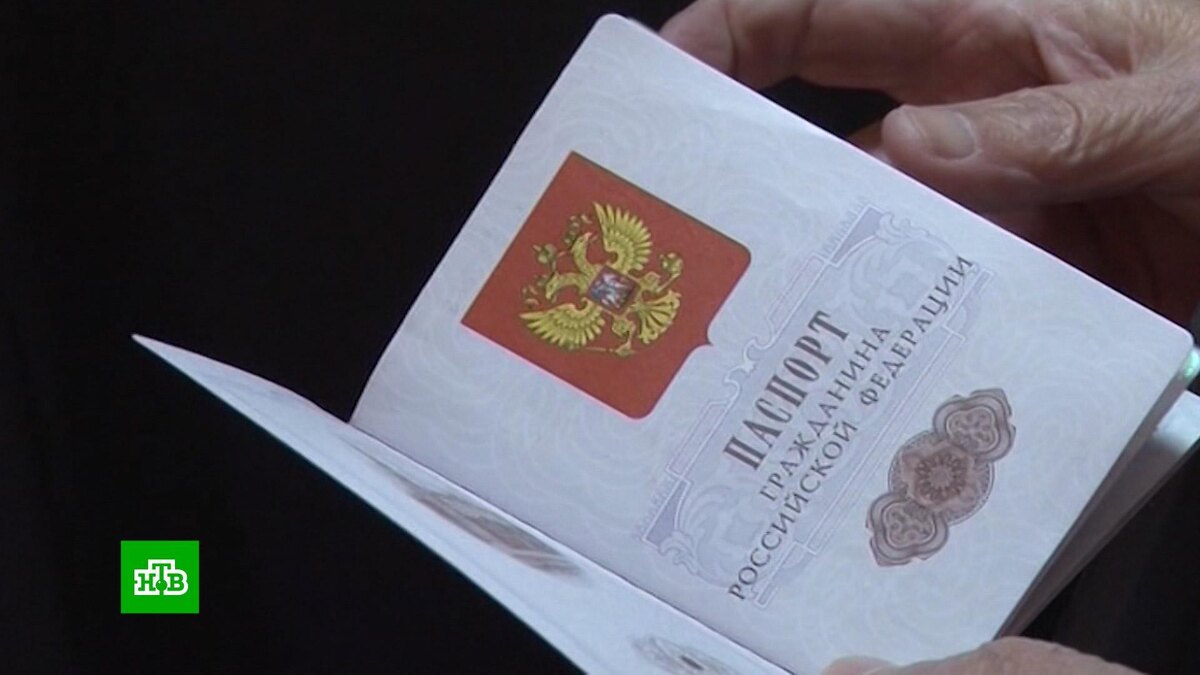 ПАСПОРТ
ГРАЖДАНИНА
РОССИЙСКОЙ ФЕДЕРАЦИИ
НТВ